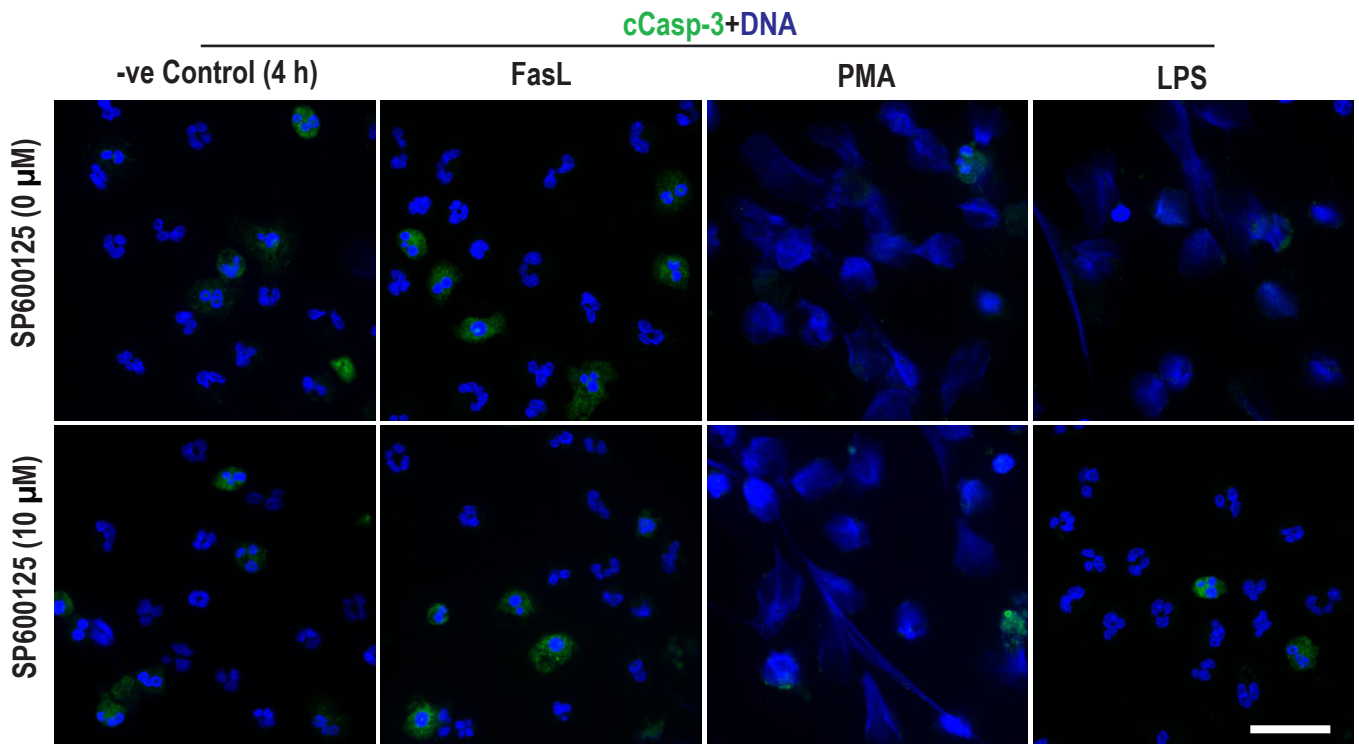 cCasp-3+DNA
-ve Control (4 h)
FasL
PMA
LPS
SP600125 (0 µM)
SP600125 (10 µM)